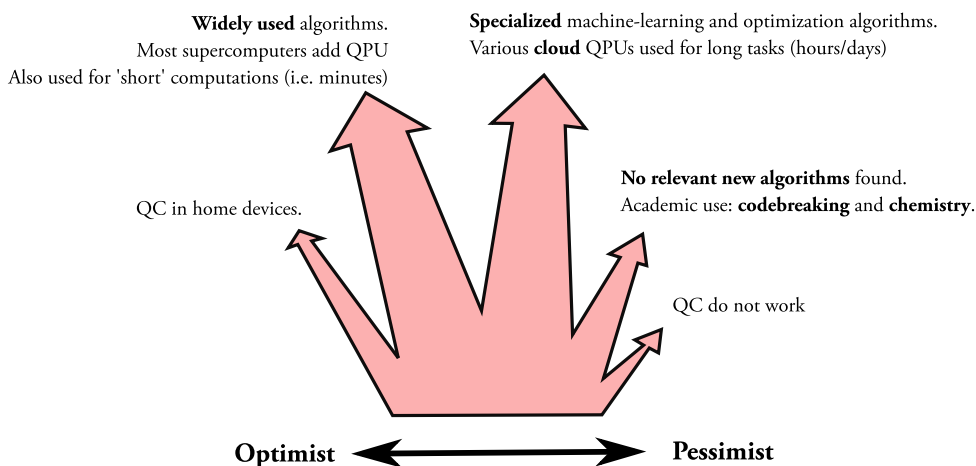 Widely used algorithms.
Most supercomputers add QPU
Also used for 'short' computations (i.e. minutes)
Specialized machine-learning and optimization algorithms.
Various cloud QPUs used for long tasks (hours/days)
No relevant new algorithms found.
Academic use: codebreaking and chemistry.
QC in home devices.
QC do not work
Optimist
Pessimist